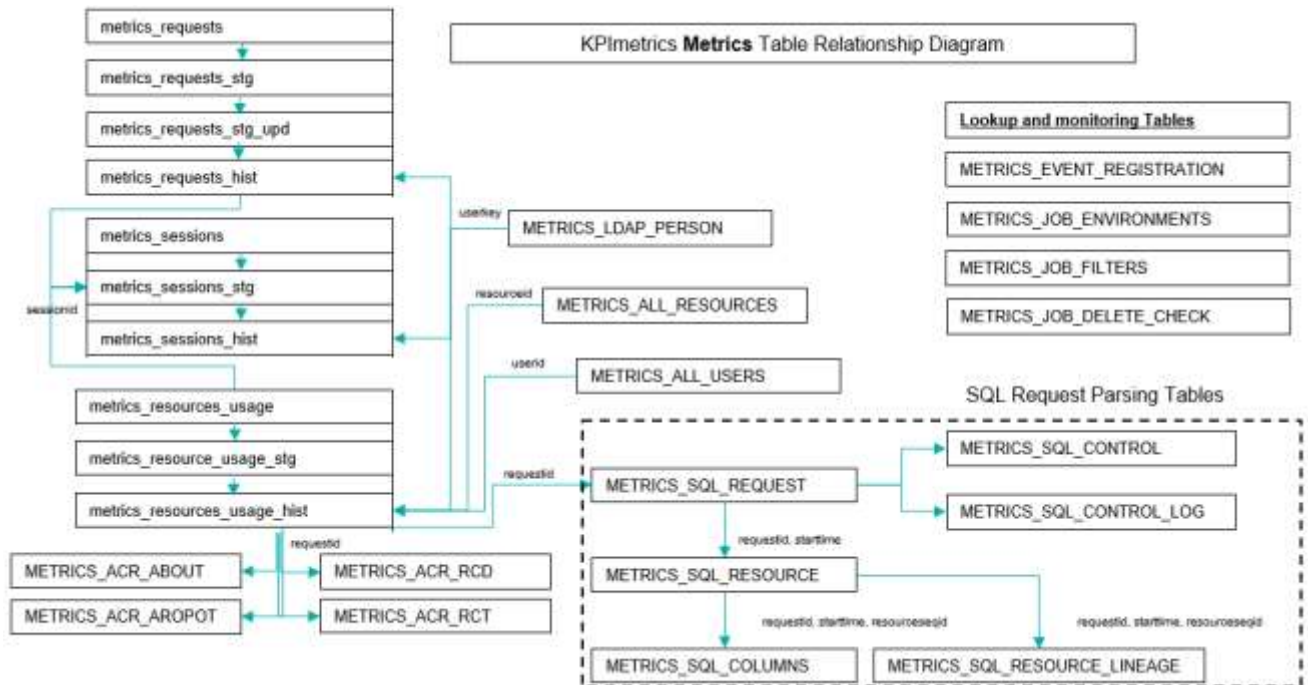 metrics_requests
KPImetrics Metrics Table Relationship Diagram
metrics_requests_stg
metrics_requests_stg_upd
metrics_requests_hist
Lookup and monitoring Tables
METRICS_EVENT_REGISTRATION
METRICS_JOB_ENVIRONMENTS
METRICS_JOB_FILTERS
METRICS_JOB_DELETE_CHECK
userkey
METRICS_LDAP_PERSON
metrics_sessions
metrics_sessions_stg
metrics_sessions_hist
sessionid
resourceid
METRICS_ALL_RESOURCES
userid
METRICS_ALL_USERS
metrics_resources_usage
metrics_resource_usage_stg
metrics_resources_usage_hist
requestid
METRICS_ACR_ABOUT
METRICS_ACR_RCD
METRICS_ACR_AROPOT
METRICS_ACR_RCT
SQL Request Parsing Tables
requestid
METRICS_SQL_REQUEST
METRICS_SQL_CONTROL
METRICS_SQL_CONTROL_LOG
requestid, starttime
METRICS_SQL_RESOURCE
requestid, starttime, resourceseqid
requestid, starttime, resourceseqid
METRICS_SQL_COLUMNS
METRICS_SQL_RESOURCE_LINEAGE